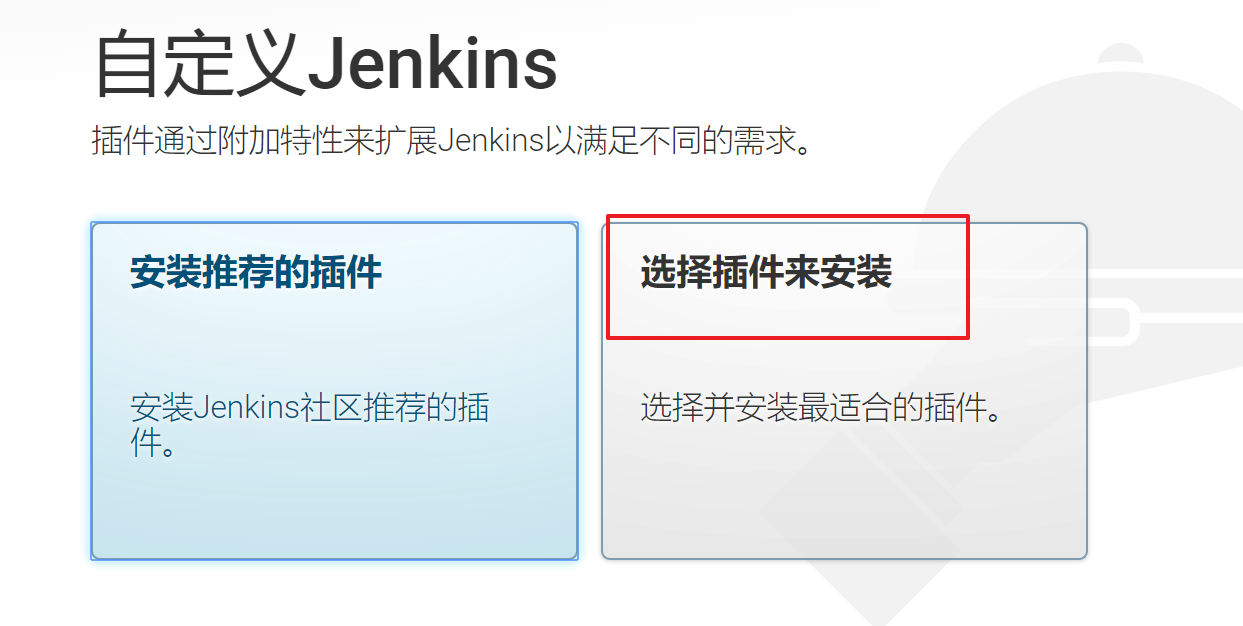 自定义Jenkins
插件通过附加特性来扩展Jenkins以满足不同的需求。
安装推荐的插件
安装Jenkins社区推荐的插
件。
选择插件来安装
选择并安装最适合的插件。